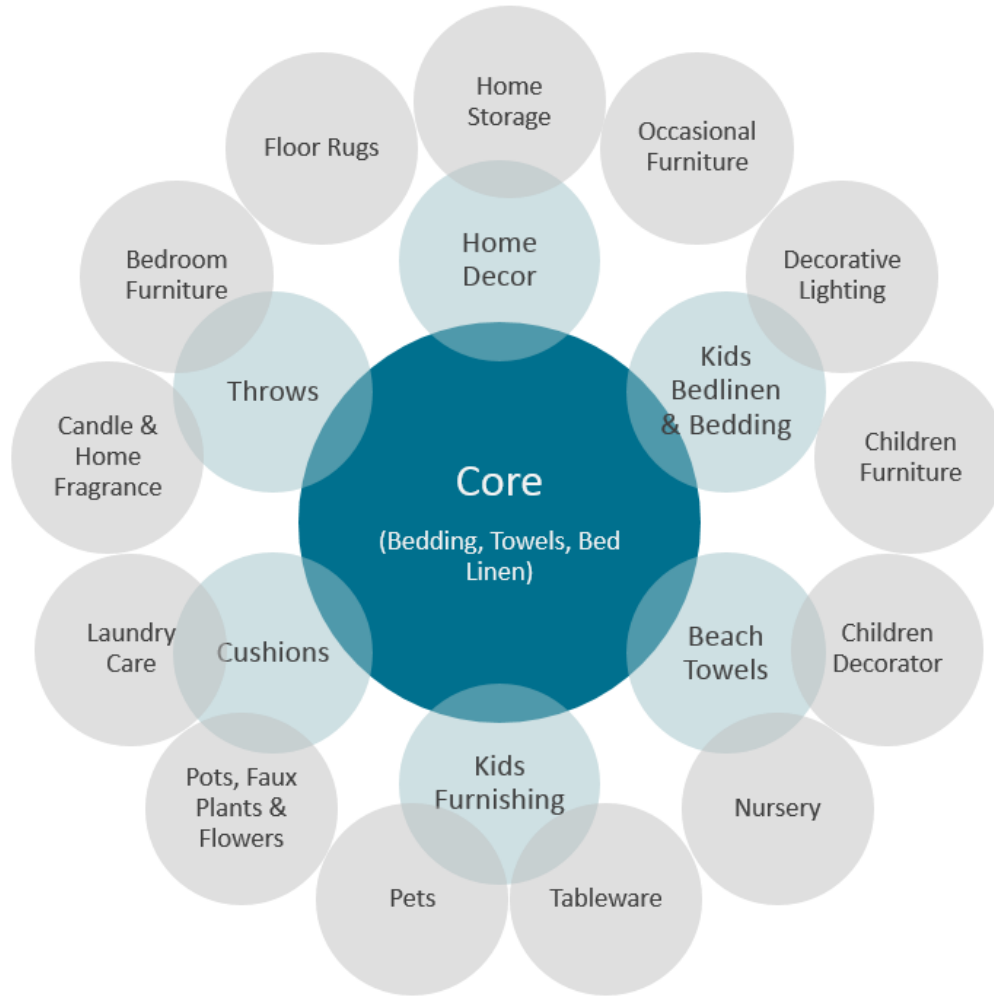 Home
Storage
Floor Rugs
Occasional
Furniture
Home
Decor
Bedroom
Furniture
Decorative
Lighting
Throws
Kids
Bedlinen
& Bedding
Candle &
Home
Fragrance
Children
Furniture
Core
(Bedding, Towels, Bed
Linen)
Laundry
Care
Cushions
Beach
Towels
Children
Decorator
Kids
Furnishing
Pots, Faux
Plants &
Flowers
Nursery
Pets
Tableware